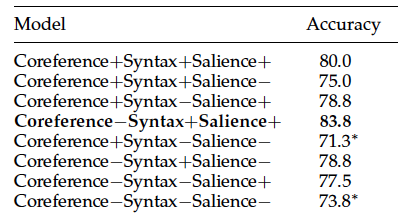 Model Accuracy
Coreference+Syntax+Salience+ 80.0
Coreference+Syntax+Salience− 75.0
Coreference+Syntax−Salience+ 78.8
Coreference−Syntax+Salience+ 83.8
Coreference+Syntax−Salience− 71.3*
Coreference−Syntax+Salience− 78.8
Coreference−Syntax−Salience+ 77.5
Coreference−Syntax−Salience− 73.8*